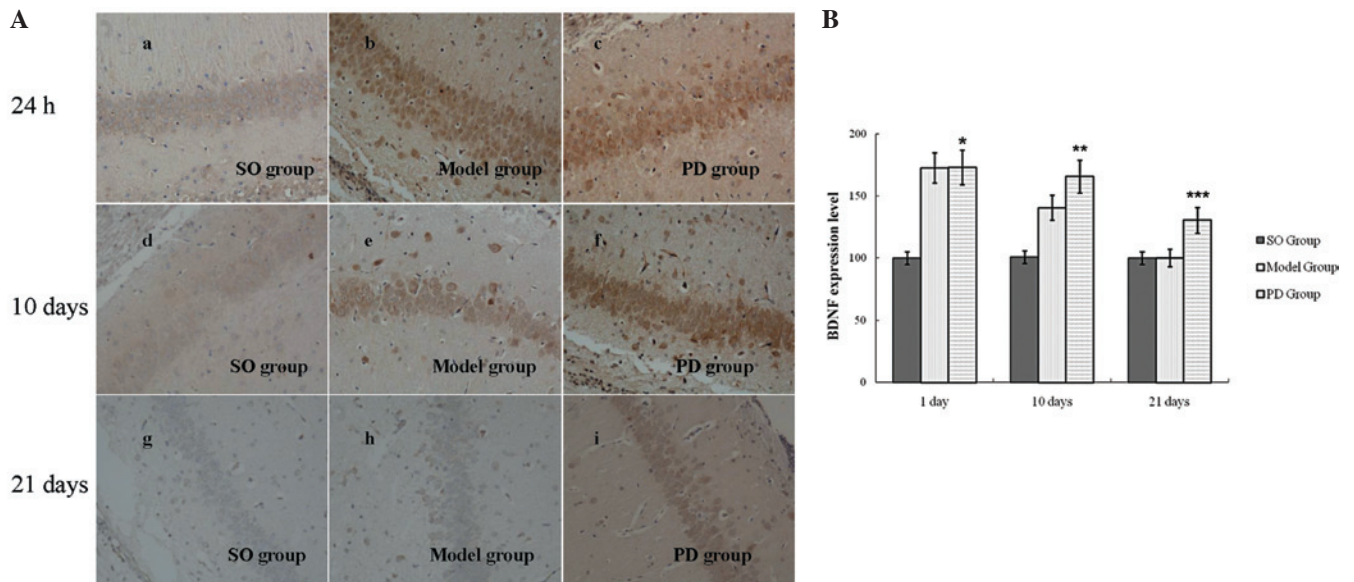 A
B
a
b
c
24 h
SO group
Model group
PD group
d
e
f
10 days
SO group
Model group
PD group
g
h
i
21 days
SO group
Model group
PD group
BDNF expression level
200
150
100
50
0
*
**
***
1 day
10 days
21 days
SO Group
Model Group
PD Group